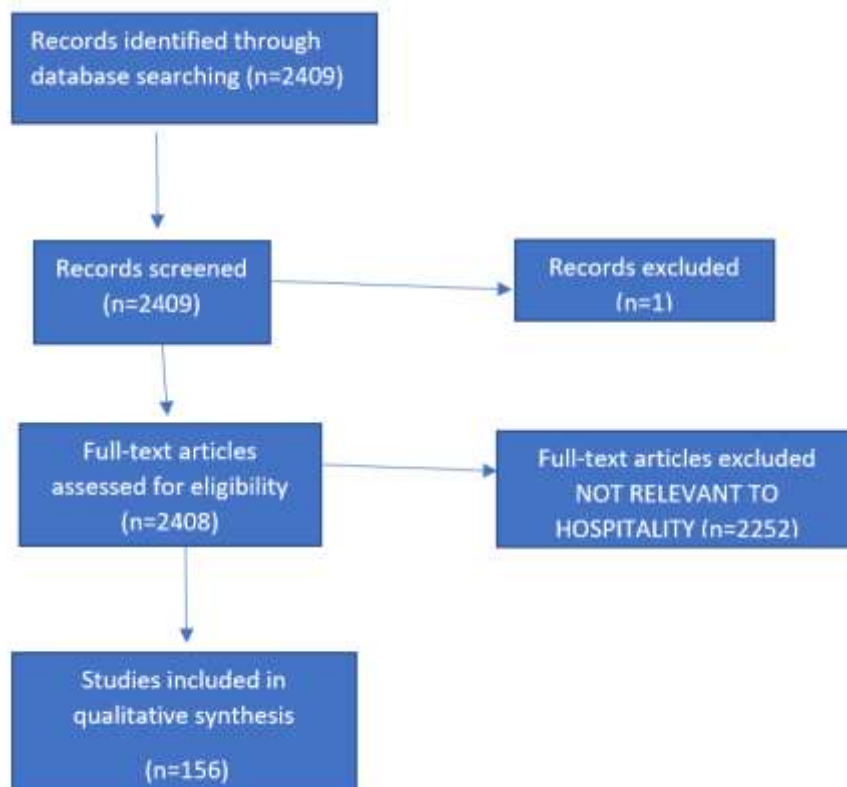 Records identified through
database searching (n=2409)
Records screened
(n=2409)
Records excluded
(n=1)
Full-text articles
assessed for eligibility
(n=2408)
Full-text articles excluded
NOT RELEVANT TO
HOSPITALITY (n=2252)
Studies included in
qualitative synthesis
(n=156)